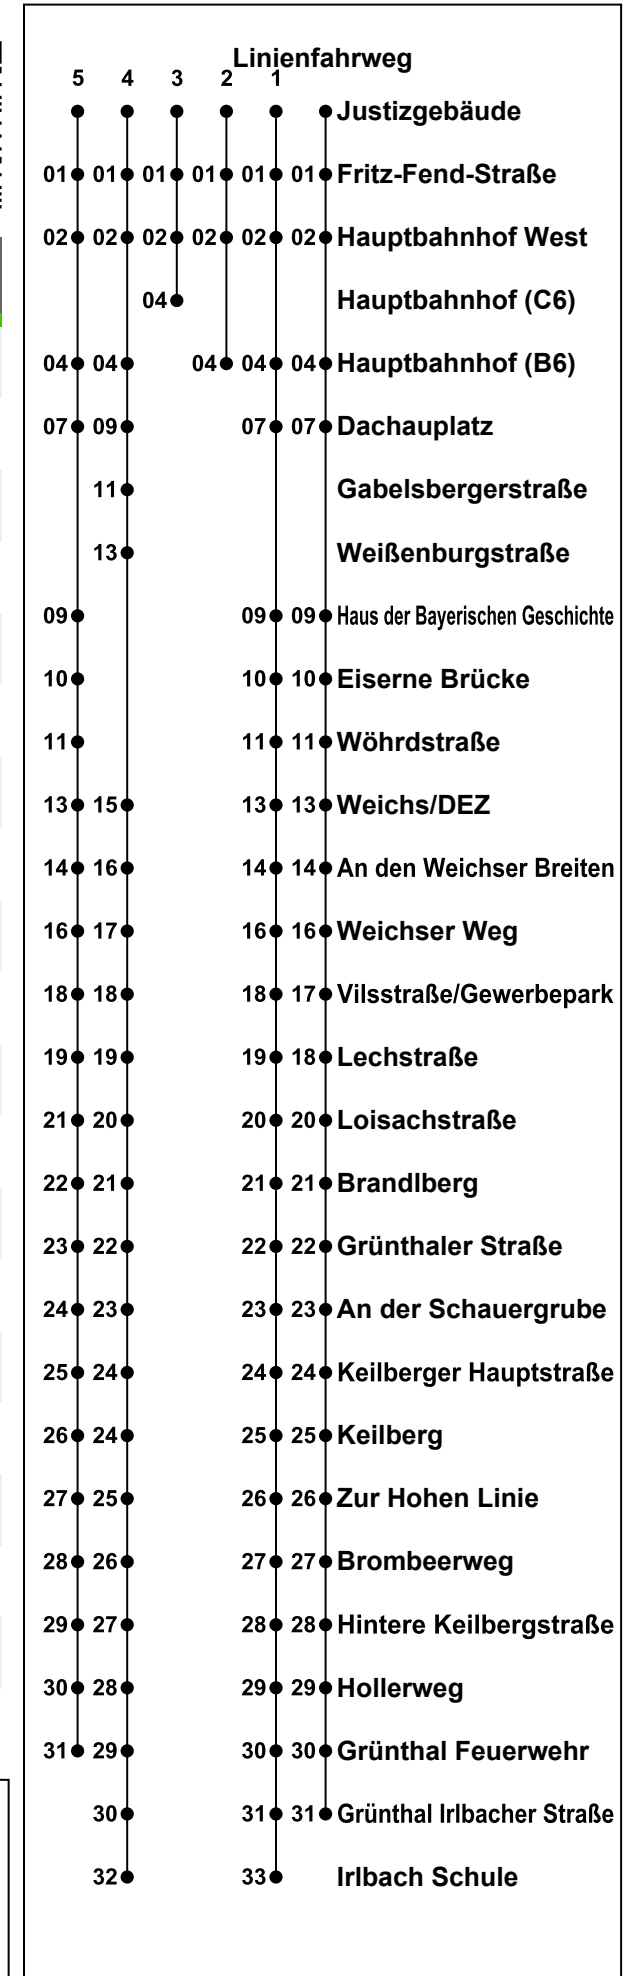 Linienfahrweg
5 4 3 2 1
Justizgebäude
01 01 01 01 01 01 Fritz-Fend-Straße
02 02 02 02 02 02 Hauptbahnhof West
04 Hauptbahnhof (C6)
04 04 04 04 04 Hauptbahnhof (B6)
07 09 07 07 Dachauplatz
11 Gabelsbergerstraße
13 Weißenburgstraße
09 09 09 Haus der Bayerischen Geschichte
10 10 10 Eiserne Brücke
11 11 11 Wöhrdstraße
13 15 13 13 Weichs/DEZ
14 16 14 14 An den Weichser Breiten
16 17 16 16 Weichser Weg
18 18 18 17 Vilsstraße/Gewerbepark
19 19 19 18 Lechstraße
21 20 20 20 Loisachstraße
22 21 21 21 Brandlberg
23 22 22 22 Grünthaler Straße
24 23 23 23 An der Schauergrube
25 24 24 24 Keilberger Hauptstraße
26 24 25 25 Keilberg
27 25 26 26 Zur Hohen Linie
28 26 27 27 Brombeerweg
29 27 28 28 Hintere Keilbergstraße
30 28 29 29 Hollerweg
31 29 30 30 Grünthal Feuerwehr
30 31 31 Grünthal Irlbacher Straße
32 33 Irlbach Schule